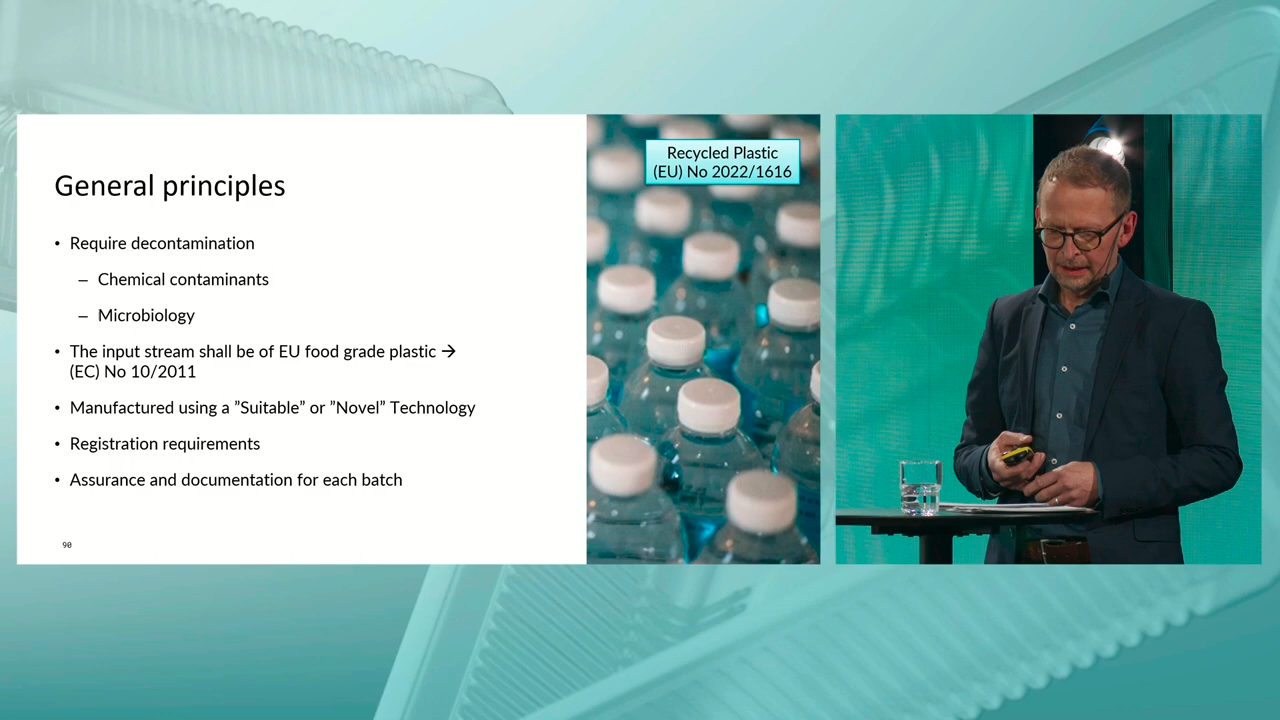 General principles
• Require decontamination
– Chemical contaminants
– Microbiology
• The input stream shall be of EU food grade plastic →
(EC) No 10/2011
• Manufactured using a ”Suitable” or ”Novel” Technology
• Registration requirements
• Assurance and documentation for each batch
90
Recycled Plastic
(EU) No 2022/1616